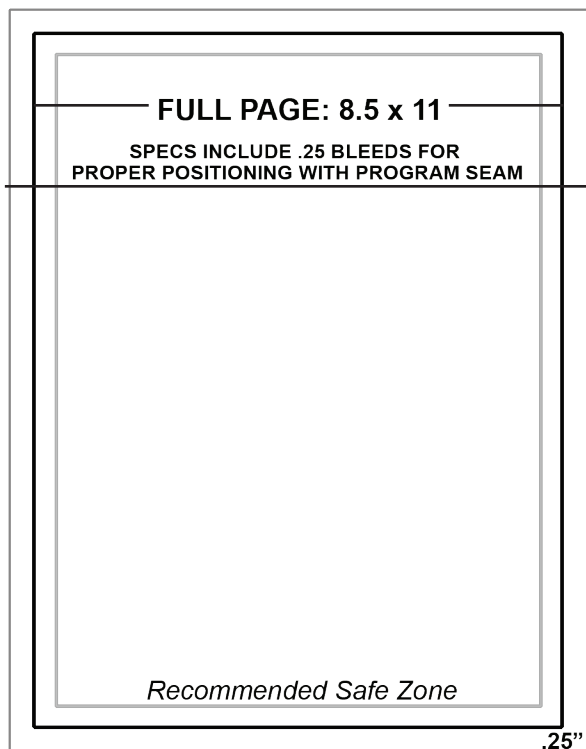 FULL PAGE: 8.5 x 11
SPECS INCLUDE .25 BLEEDS FOR
PROPER POSITIONING WITH PROGRAM SEAM
Recommended Safe Zone
.25”